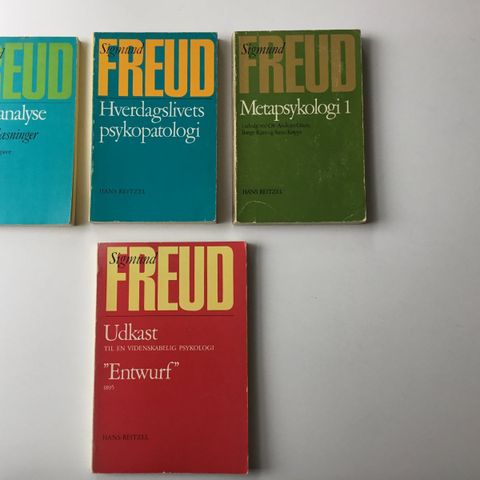 FREUD
analyse
Sigmund
FREUD
Hverdagslivets
psykopatologi
HANS REITZEL
Sigmund
FREUD
Metapsykologi 1
HANS REITZEL
Sigmund
FREUD
Udkast
TIL EN VIDENSKABELIG PSYKOLOGI
"Entwurf"
1895
HANS REITZEL